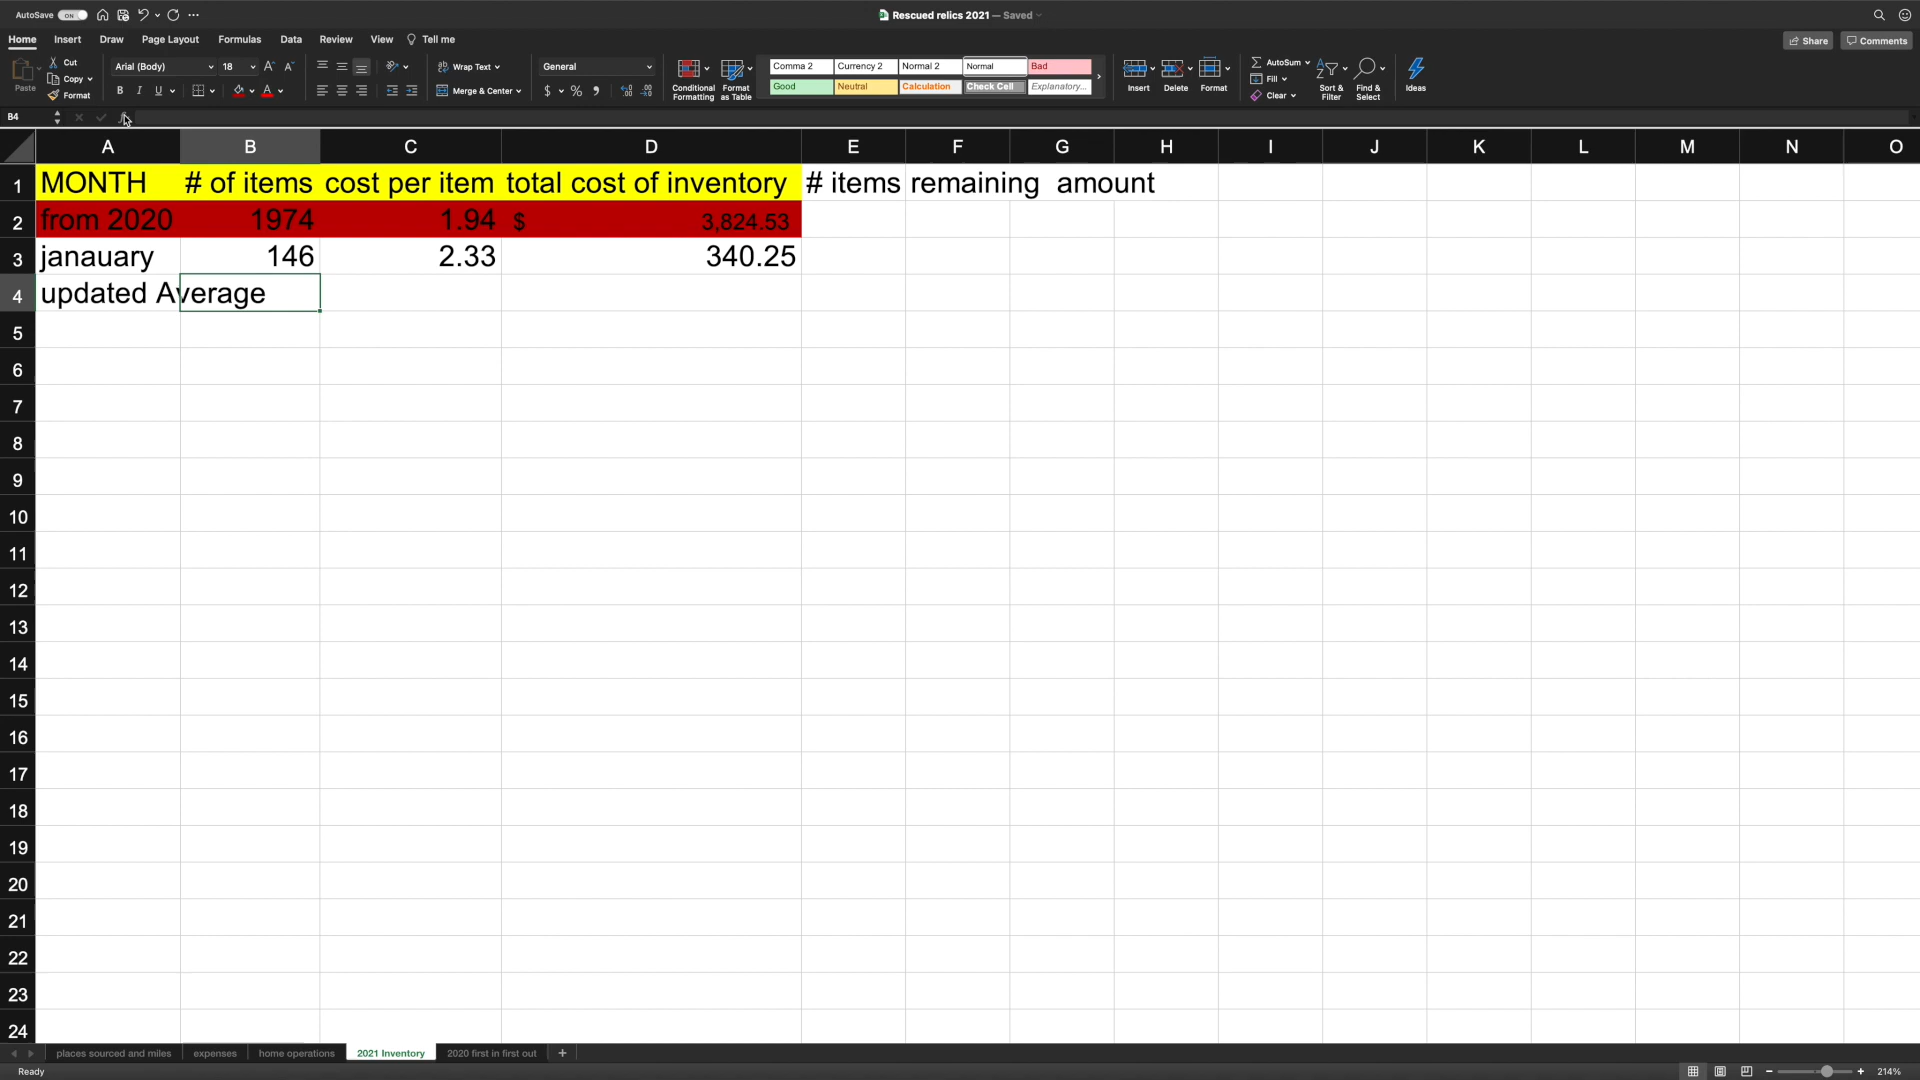 AutoSave ON Rescued relics 2021 — Saved
Home Insert Draw Page Layout Formulas Data Review View Tell me Share Comments
Paste Cut Copy Format
Arial (Body) 18 A A
B I U A
Wrap Text
Merge & Center
General
$ %
Conditional Formatting
Format as Table
Comma 2 Currency 2 Normal 2 Normal Bad
Good Neutral Calculation Check Cell Explanatory...
Insert Delete Format
AutoSum
Fill
Clear
Sort & Filter
Find & Select
Ideas
B4
A B C D E F G H I J K L M N O
1 MONTH # of items cost per item total cost of inventory # items remaining amount
2 from 2020 1974 1.94 $ 3,824.53
3 janauary 146 2.33 340.25
4 updated Average
5
6
7
8
9
10
11
12
13
14
15
16
17
18
19
20
21
22
23
24
places sourced and miles expenses home operations 2021 Inventory 2020 first in first out +
Ready 214%